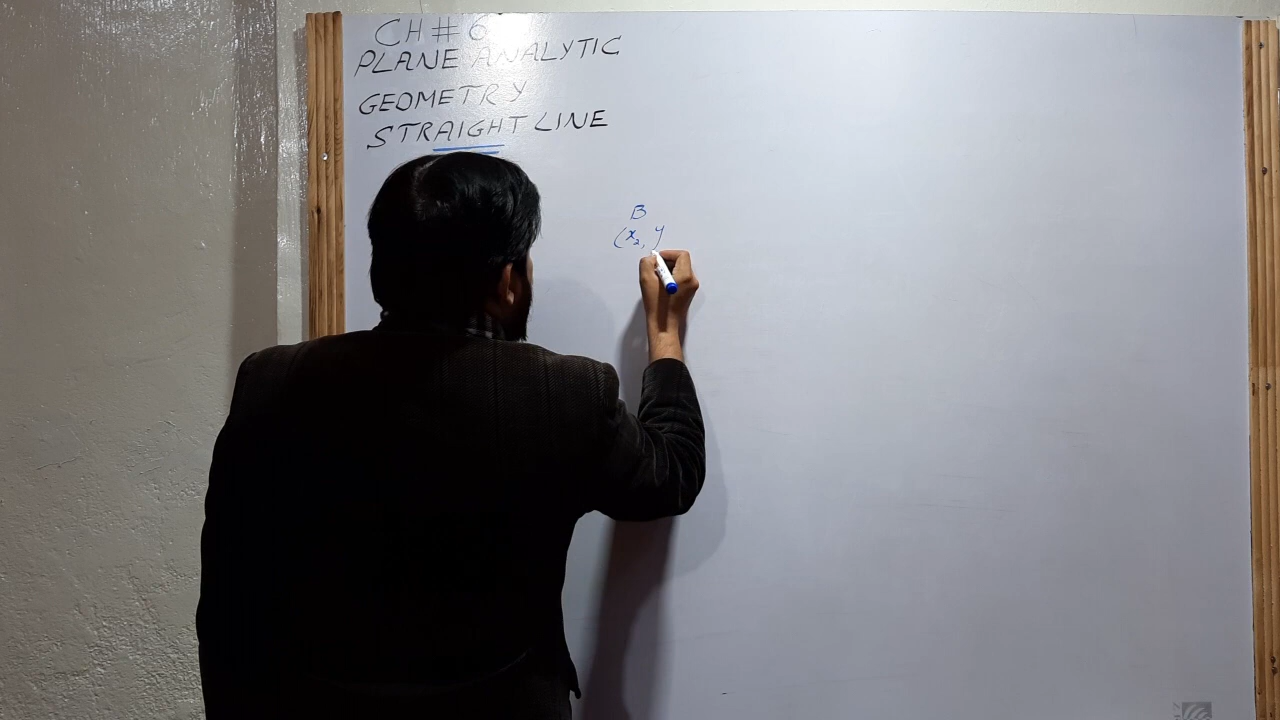 CH # 6
PLANE ANALYTIC
GEOMETRY
STRAIGHT LINE
B
(x₂, y